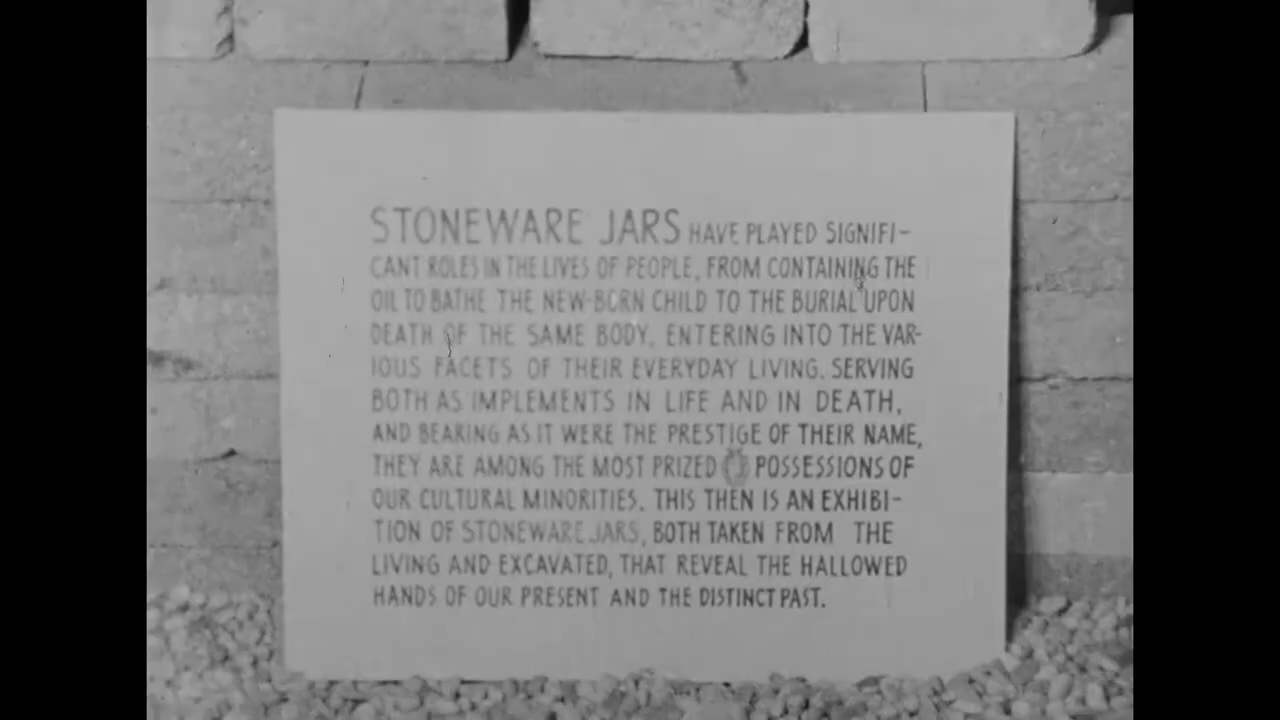 STONEWARE JARS HAVE PLAYED SIGNIFI-
CANT ROLES IN THE LIVES OF PEOPLE, FROM CONTAINING THE
OIL TO BATHE THE NEW-BORN CHILD TO THE BURIAL UPON
DEATH OF THE SAME BODY, ENTERING INTO THE VAR-
IOUS FACETS OF THEIR EVERYDAY LIVING. SERVING
BOTH AS IMPLEMENTS IN LIFE AND IN DEATH,
AND BEARING AS IT WERE THE PRESTIGE OF THEIR NAME,
THEY ARE AMONG THE MOST PRIZED POSSESSIONS OF
OUR CULTURAL MINORITIES. THIS THEN IS AN EXHIBI-
TION OF STONEWARE JARS, BOTH TAKEN FROM THE
LIVING AND EXCAVATED, THAT REVEAL THE HALLOWED
HANDS OF OUR PRESENT AND THE DISTINCT PAST.